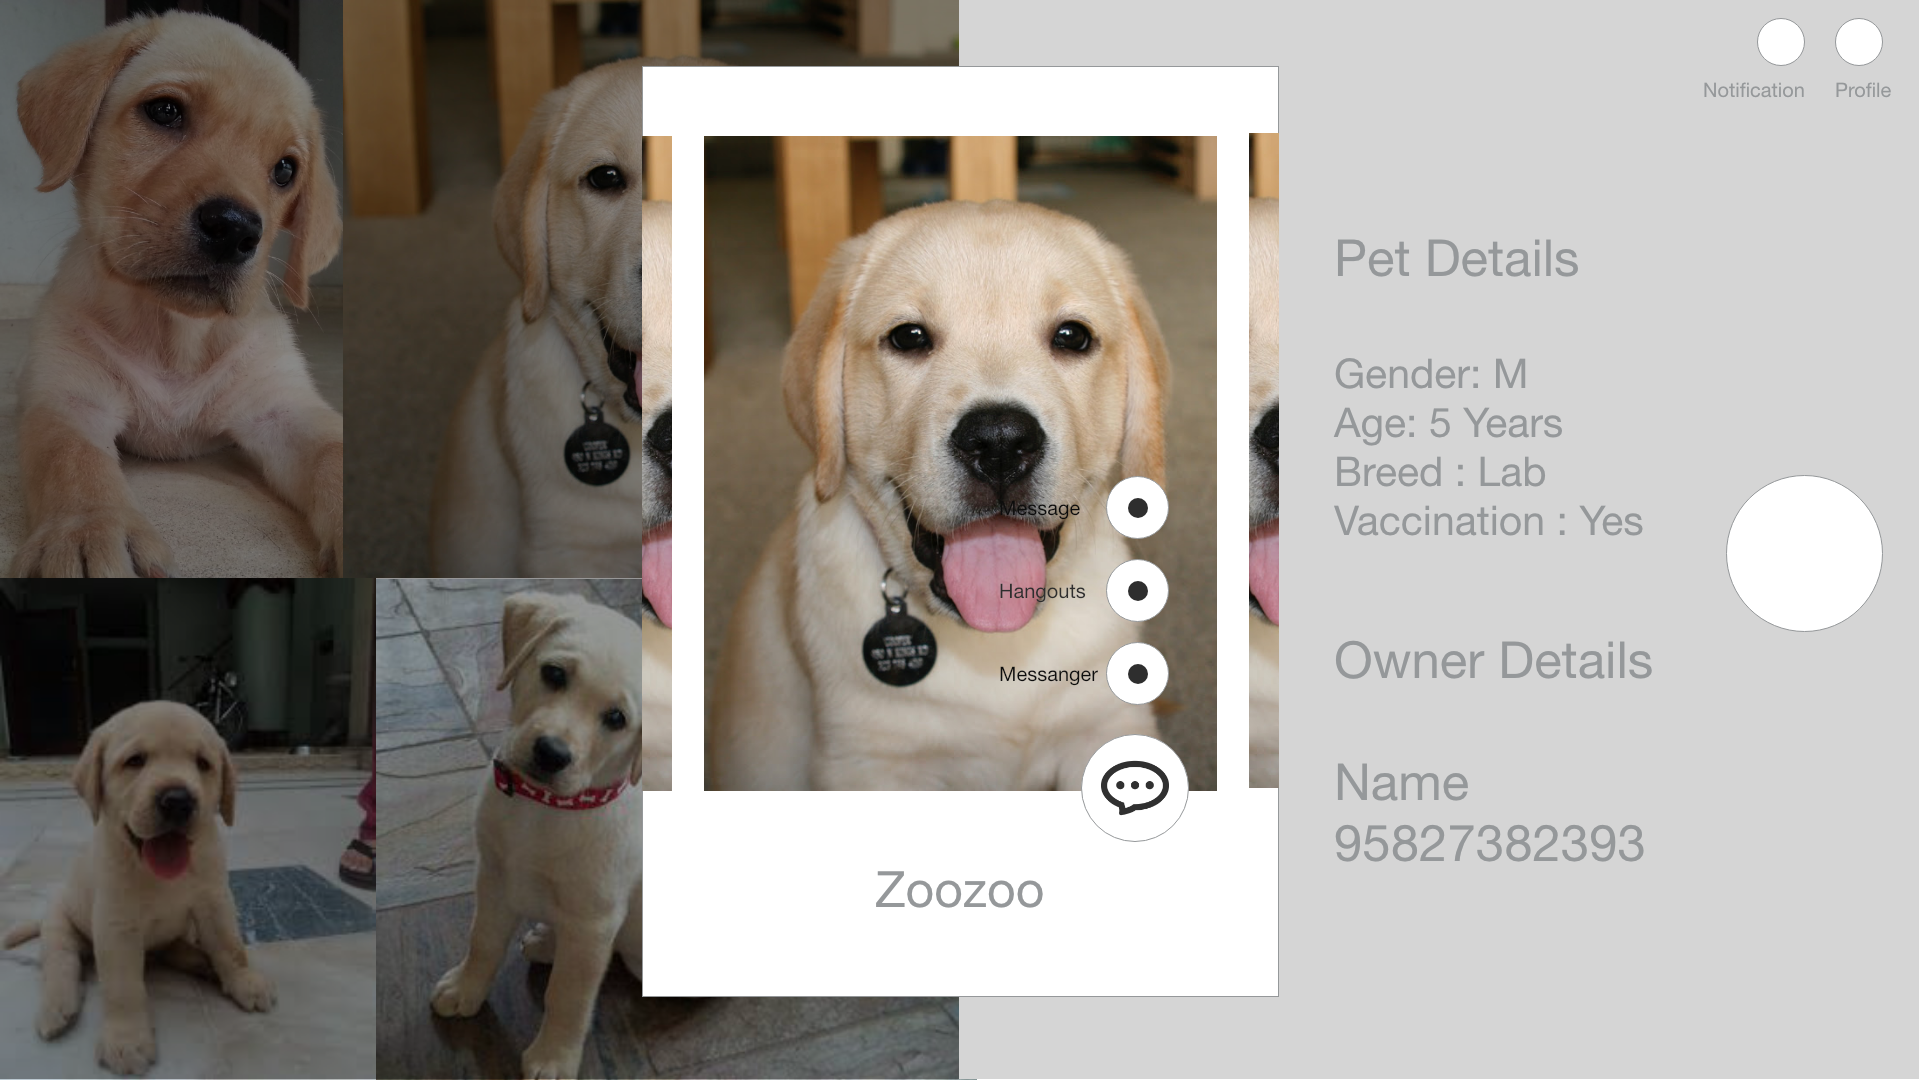 Notification
Profile
Pet Details
Gender: M
Age: 5 Years
Breed : Lab
Vaccination : Yes
Message
Hangouts
Messanger
Owner Details
Name
95827382393
Zoozoo